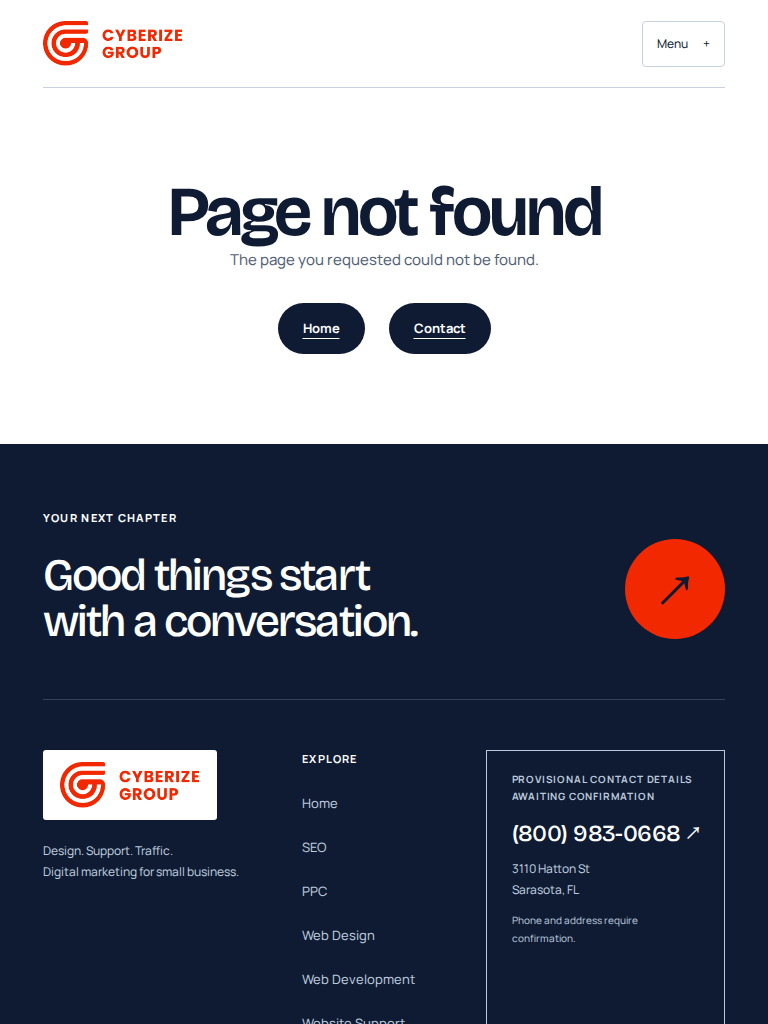 CYBERIZE
GROUP
Menu +
Page not found
The page you requested could not be found.
Home
Contact
YOUR NEXT CHAPTER
Good things start
with a conversation.
↗
CYBERIZE
GROUP
Design. Support. Traffic.
Digital marketing for small business.
EXPLORE
Home
SEO
PPC
Web Design
Web Development
Website Support
PROVISIONAL CONTACT DETAILS
AWAITING CONFIRMATION
(800) 983-0668 ↗
3110 Hatton St
Sarasota, FL
Phone and address require
confirmation.